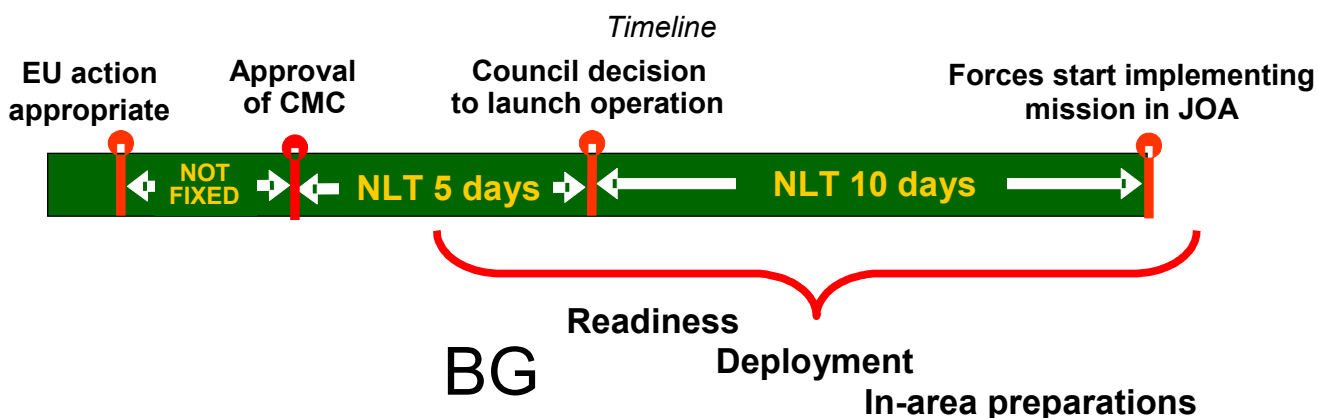 Timeline
EU action
appropriate
Approval
of CMC
Council decision
to launch operation
Forces start implementing
mission in JOA
NOT
FIXED
NLT 5 days
NLT 10 days
Readiness
BG
Deployment
In-area preparations